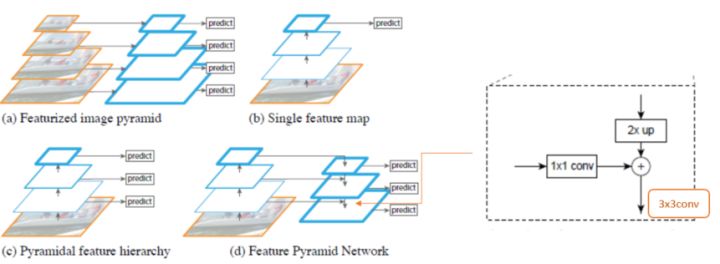 predict
predict
predict
predict
(a) Featurized image pyramid
predict
(b) Single feature map
predict
predict
predict
(c) Pyramidal feature hierarchy
predict
predict
predict
(d) Feature Pyramid Network
2x up
1x1 conv
+
3x3conv